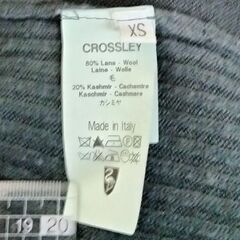 XS
CROSSLEY
80% Lana - Wool
Laine - Wolle
毛
20% Kashmir - Cachemire
Kaschmir - Cashmere
カシミヤ
Made in Italy
19 20